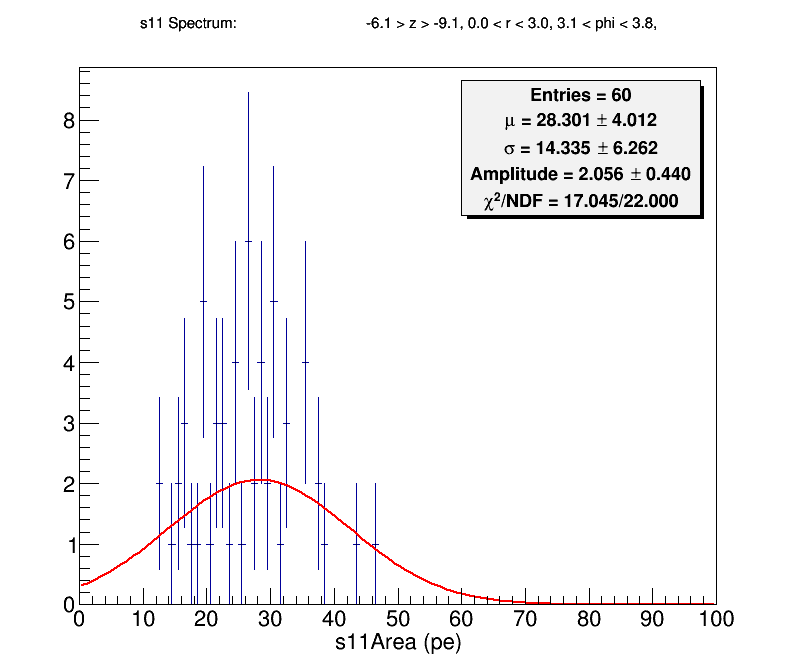 s11 Spectrum: -6.1 > z > -9.1, 0.0 < r < 3.0, 3.1 < phi < 3.8,
Entries = 60
μ = 28.301 ± 4.012
σ = 14.335 ± 6.262
Amplitude = 2.056 ± 0.440
χ²/NDF = 17.045/22.000
8
7
6
5
4
3
2
1
0
0 10 20 30 40 50 60 70 80 90 100
s11Area (pe)